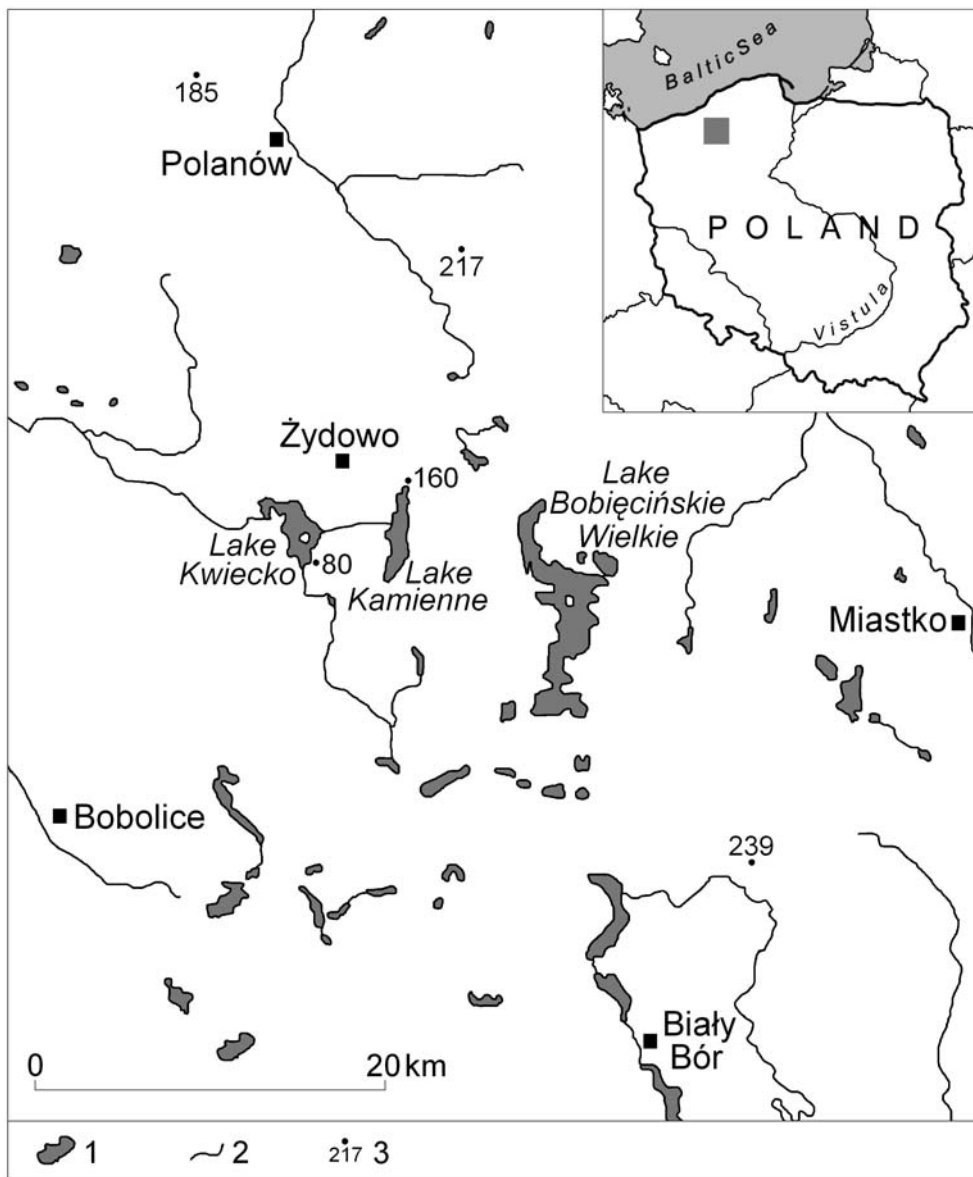 Baltic Sea
POLAND
Vistula
185
Polanów
217
Żydowo
160
Lake
Bobięcińskie
Wielkie
Lake
Kwiecko
80
Lake
Kamienne
Miastko
Bobolice
239
Biały
Bór
0 20 km
1 2 217 3